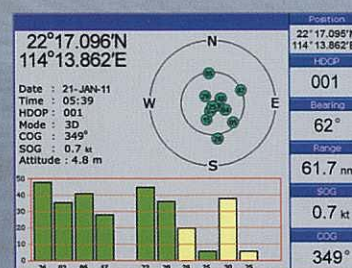 22°17.096'N
114°13.862'E
Date : 21-JAN-11
Time : 05:39
HDOP : 001
Mode : 3D
COG : 349°
SOG : 0.7 kt
Attitude : 4.8 m
N
W
E
S
50
40
30
20
10
0
Position
22°17.095'N
114°13.862'E
HDOP
001
Bearing
62°
Range
61.7 nm
SOG
0.7 kt
COG
349°